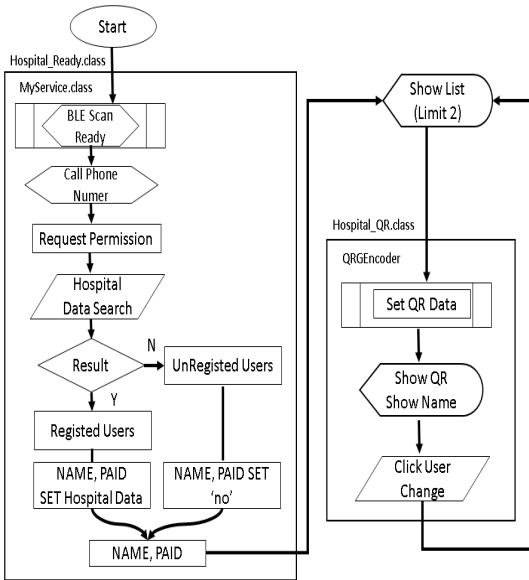 Start
Hospital_Ready.class
MyService.class
BLE Scan
Ready
Call Phone
Numer
Request Permission
Hospital
Data Search
Result
N
UnRegisted Users
Y
Registed Users
NAME, PAID
SET Hospital Data
NAME, PAID SET
‘no’
NAME, PAID
Show List
(Limit 2)
Hospital_QR.class
QRGEncoder
Set QR Data
Show QR
Show Name
Click User
Change